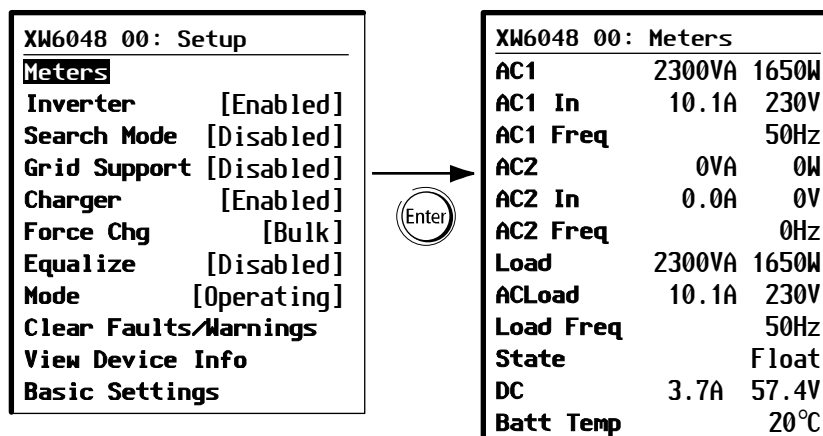 XW6048 00: Setup
Meters
Inverter [Enabled]
Search Mode [Disabled]
Grid Support [Disabled]
Charger [Enabled]
Force Chg [Bulk]
Equalize [Disabled]
Mode [Operating]
Clear Faults/Warnings
View Device Info
Basic Settings
Enter
XW6048 00: Meters
AC1 2300VA 1650W
AC1 In 10.1A 230V
AC1 Freq 50Hz
AC2 0VA 0W
AC2 In 0.0A 0V
AC2 Freq 0Hz
Load 2300VA 1650W
ACLoad 10.1A 230V
Load Freq 50Hz
State Float
DC 3.7A 57.4V
Batt Temp 20°C